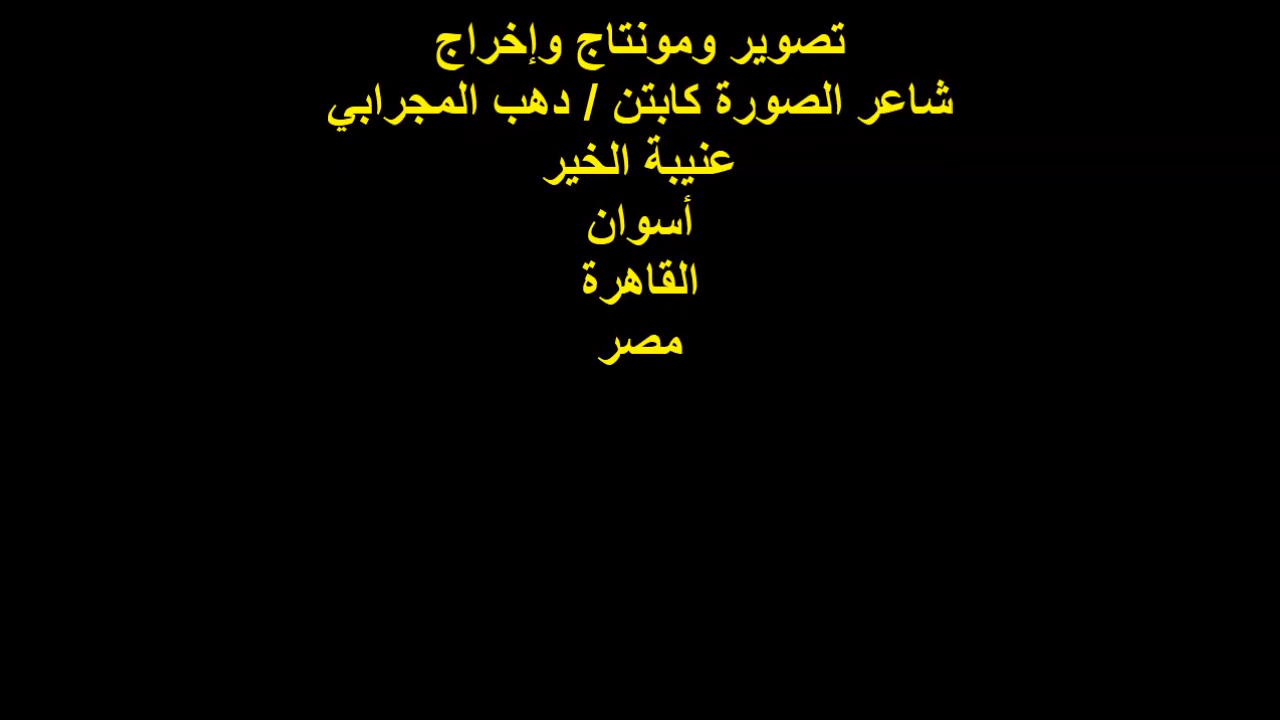 تصوير ومونتاج وإخراج
شاعر الصورة كابتن / دهب المجرابي
عنيبة الخير
أسوان
القاهرة
مصر